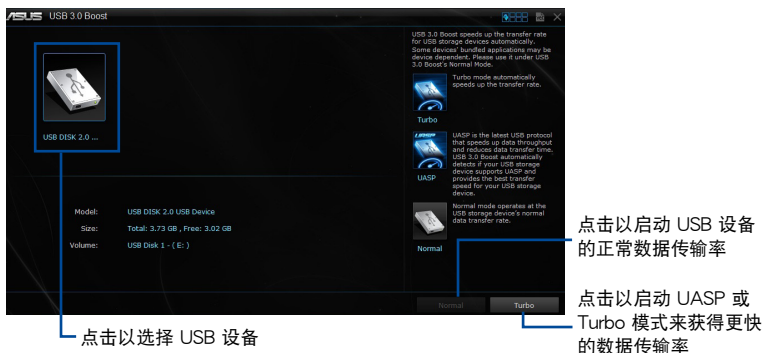 ASUS USB 3.0 Boost
USB DISK 2.0 ...
Model: USB DISK 2.0 USB Device
Size: Total: 3.73 GB , Free: 3.02 GB
Volume: USB Disk 1 - ( E: )
USB 3.0 Boost speeds up the transfer rate
for USB storage devices automatically.
Some devices' bundled applications may be
device dependent. Please use it under USB
3.0 Boost's Normal Mode.
Turbo mode automatically
speeds up the transfer rate.
Turbo
UASP is the latest USB protocol
that speeds up data throughput
and reduces data transfer time.
USB 3.0 Boost automatically
detects if your USB storage
device supports UASP and
provides the best transfer
speed for your USB storage
device.
UASP
Normal mode operates at the
USB storage device's normal
data transfer rate.
Normal
Normal
Turbo
点击以启动 USB 设备
的正常数据传输率
点击以启动 UASP 或
Turbo 模式来获得更快
的数据传输率
点击以选择 USB 设备